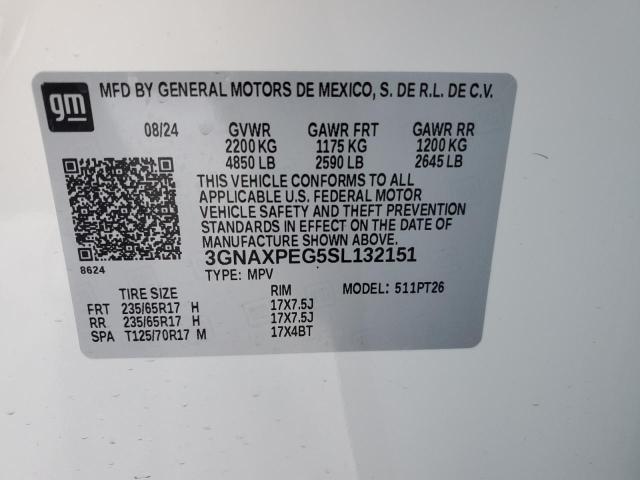 gm
MFD BY GENERAL MOTORS DE MEXICO, S. DE R.L. DE C.V.
08/24 GVWR GAWR FRT GAWR RR
2200 KG 1175 KG 1200 KG
4850 LB 2590 LB 2645 LB
THIS VEHICLE CONFORMS TO ALL
APPLICABLE U.S. FEDERAL MOTOR
VEHICLE SAFETY AND THEFT PREVENTION
STANDARDS IN EFFECT ON THE DATE OF
MANUFACTURE SHOWN ABOVE.
8624
3GNAXPEG5SL132151
TYPE: MPV
TIRE SIZE RIM MODEL: 511PT26
FRT 235/65R17 H 17X7.5J
RR 235/65R17 H 17X7.5J
SPA T125/70R17 M 17X4BT